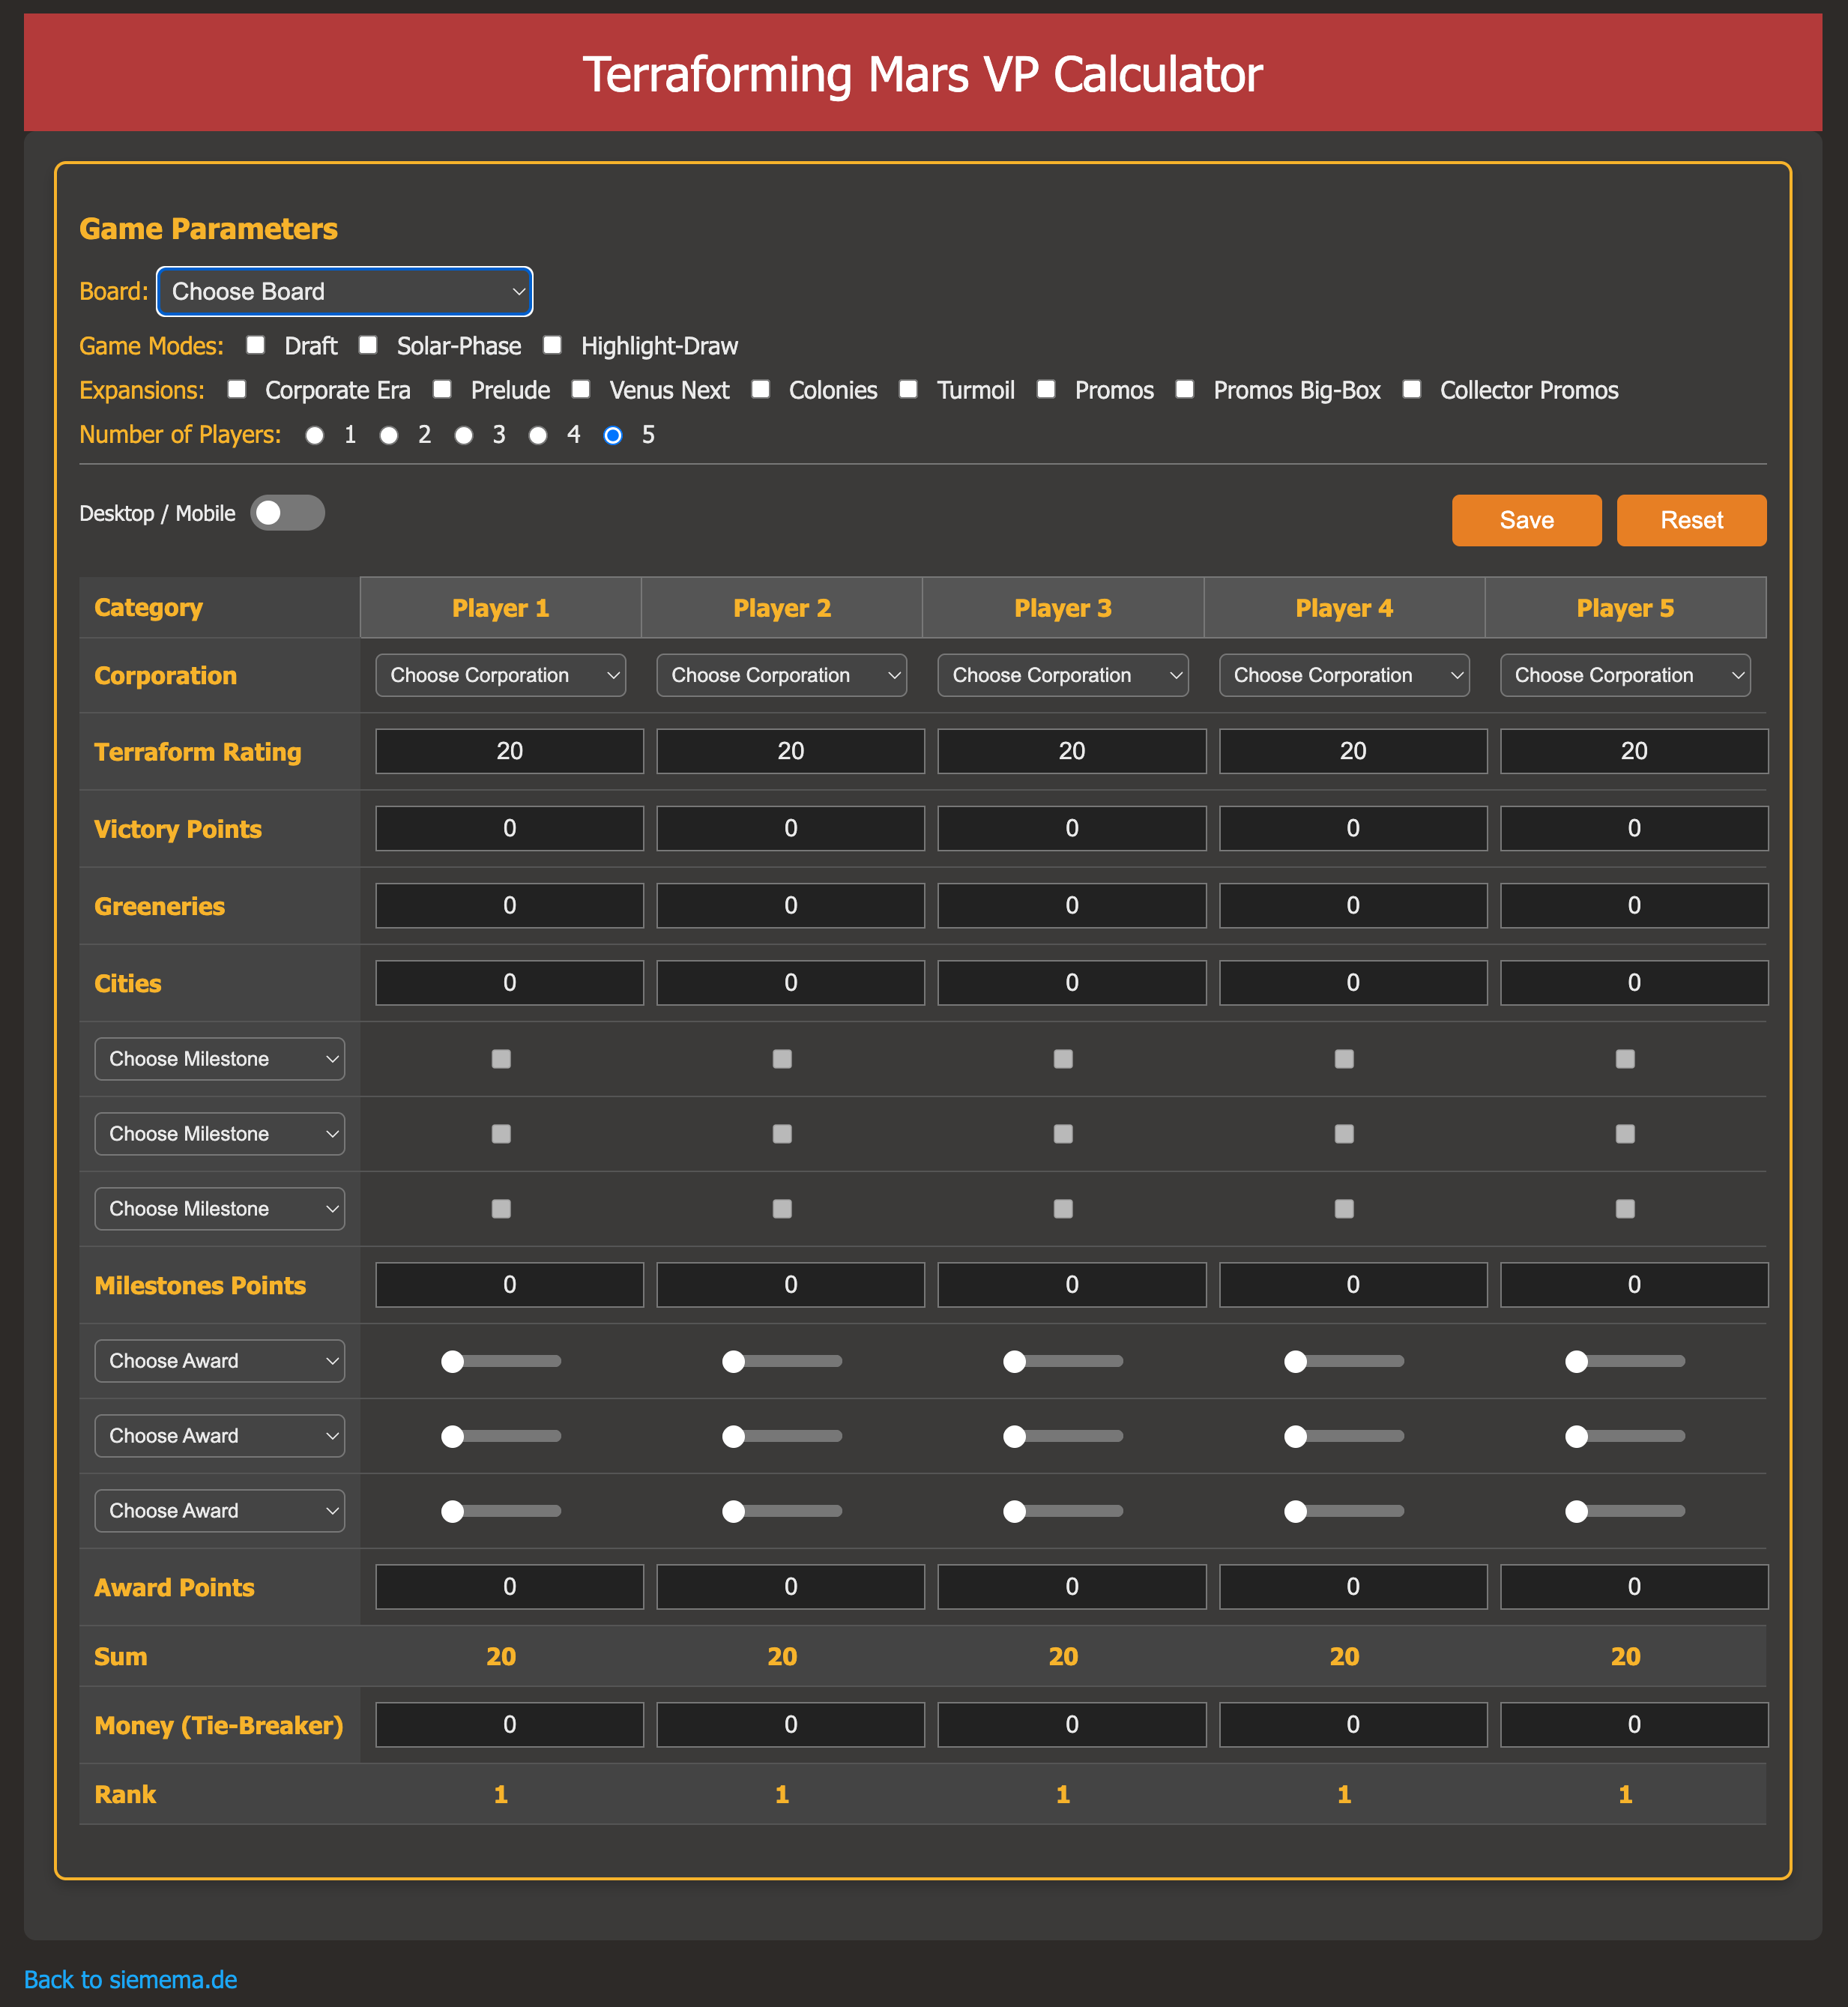 Terraforming Mars VP Calculator
Game Parameters
Board: Choose Board
Game Modes: Draft Solar-Phase Highlight-Draw
Expansions: Corporate Era Prelude Venus Next Colonies Turmoil Promos Promos Big-Box Collector Promos
Number of Players: 1 2 3 4 5
Desktop / Mobile Save Reset
Category Player 1 Player 2 Player 3 Player 4 Player 5
Corporation Choose Corporation Choose Corporation Choose Corporation Choose Corporation Choose Corporation
Terraform Rating 20 20 20 20 20
Victory Points 0 0 0 0 0
Greeneries 0 0 0 0 0
Cities 0 0 0 0 0
Choose Milestone
Choose Milestone
Choose Milestone
Milestones Points 0 0 0 0 0
Choose Award
Choose Award
Choose Award
Award Points 0 0 0 0 0
Sum 20 20 20 20 20
Money (Tie-Breaker) 0 0 0 0 0
Rank 1 1 1 1 1
Back to siemema.de